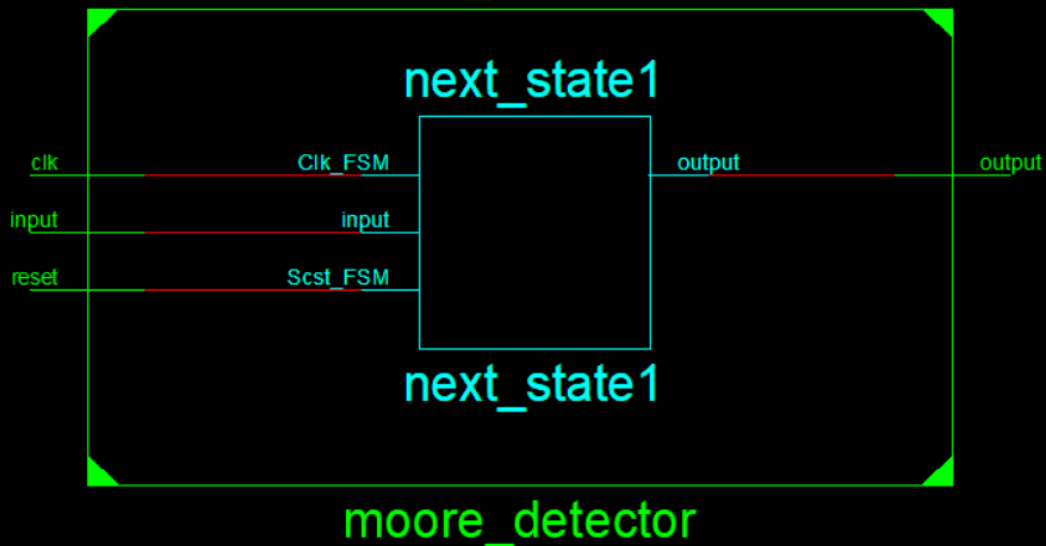 next_state1
clk Clk_FSM output output
input input
reset Scst_FSM
next_state1
moore_detector